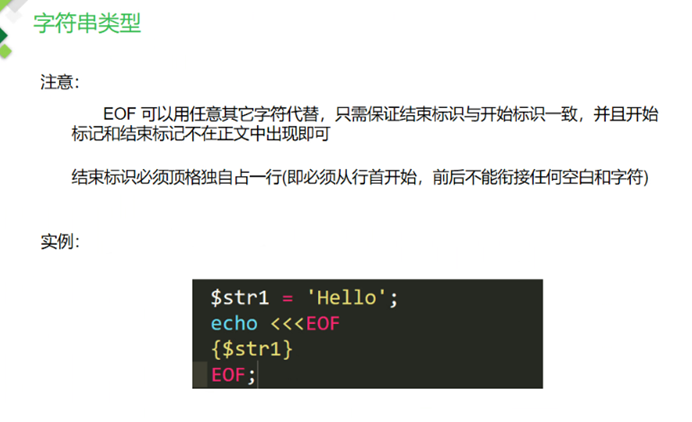 字符串类型
注意：
EOF 可以用任意其它字符代替，只需保证结束标识与开始标识一致，并且开始
标记和结束标记不在正文中出现即可
结束标识必须顶格独自占一行(即必须从行首开始，前后不能衔接任何空白和字符)
实例：
$str1 = 'Hello';
echo <<<EOF
{$str1}
EOF;